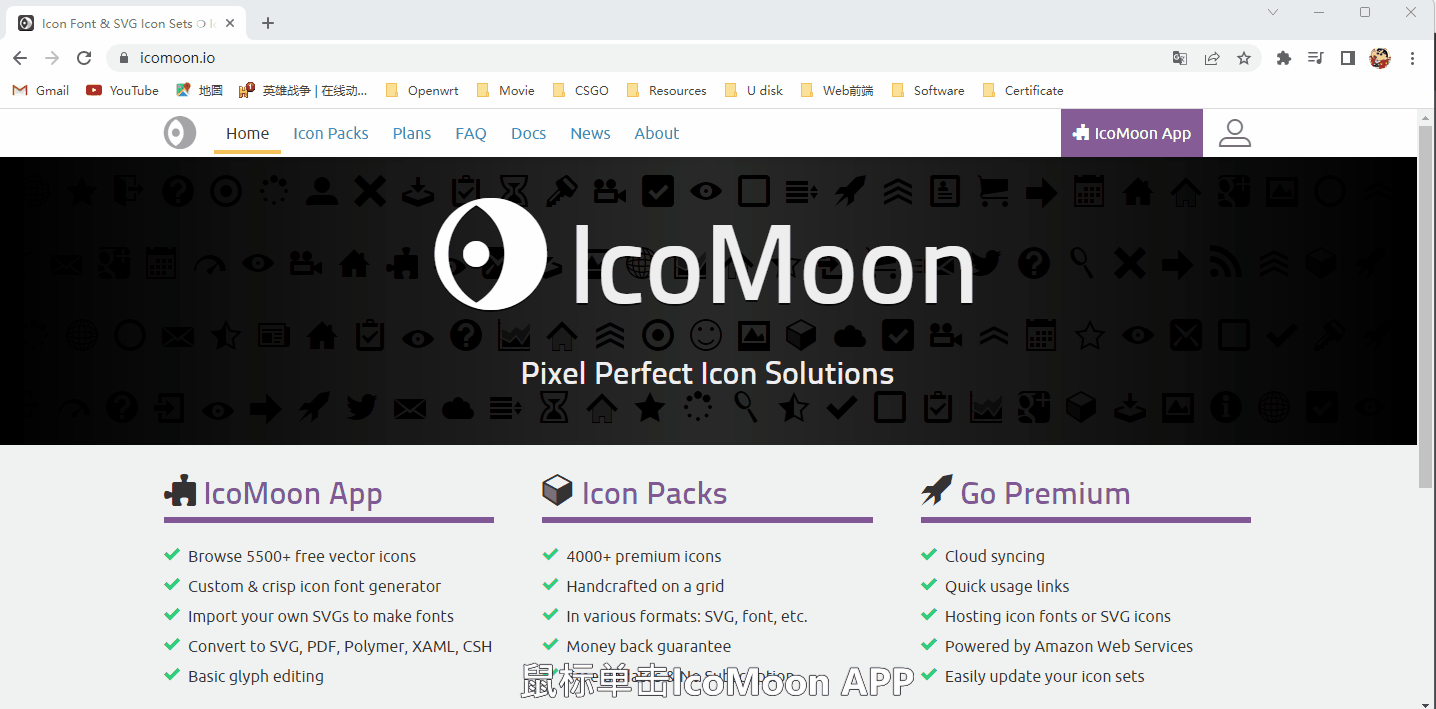 Icon Font & SVG Icon Sets
icomoon.io
Gmail
YouTube
地圖
英雄战争 | 在线动...
Openwrt
Movie
CSGO
Resources
U disk
Web前端
Software
Certificate
Home
Icon Packs
Plans
FAQ
Docs
News
About
IcoMoon App
IcoMoon
Pixel Perfect Icon Solutions
IcoMoon App
Browse 5500+ free vector icons
Custom & crisp icon font generator
Import your own SVGs to make fonts
Convert to SVG, PDF, Polymer, XAML, CSH
Basic glyph editing
Icon Packs
4000+ premium icons
Handcrafted on a grid
In various formats: SVG, font, etc.
Money back guarantee
& No Subscription
Go Premium
Cloud syncing
Quick usage links
Hosting icon fonts or SVG icons
Powered by Amazon Web Services
Easily update your icon sets
鼠标单击IcoMoon APP